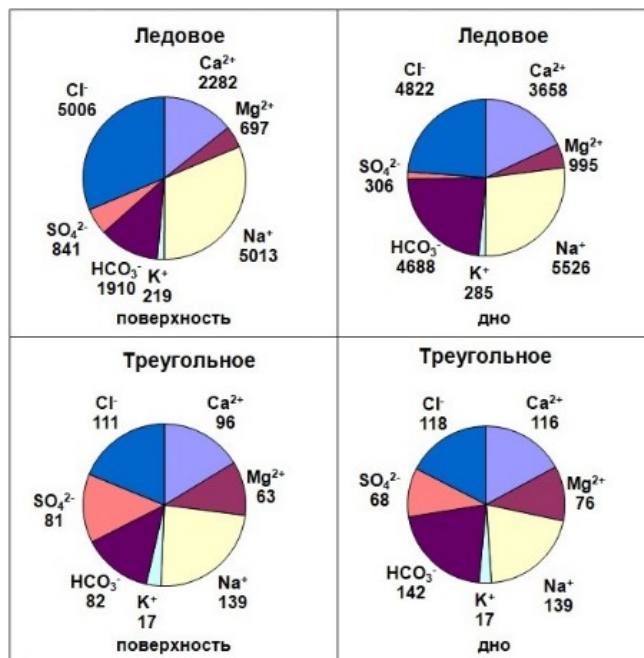 Ледовое
Cl⁻
5006
Ca²⁺
2282
Mg²⁺
697
Na⁺
5013
K⁺
219
HCO₃⁻
1910
SO₄²⁻
841
поверхность
Ледовое
Cl⁻
4822
Ca²⁺
3658
Mg²⁺
995
Na⁺
5526
K⁺
285
HCO₃⁻
4688
SO₄²⁻
306
дно
Треугольное
Cl⁻
111
Ca²⁺
96
Mg²⁺
63
Na⁺
139
K⁺
17
HCO₃⁻
82
SO₄²⁻
81
поверхность
Треугольное
Cl⁻
118
Ca²⁺
116
Mg²⁺
76
Na⁺
139
K⁺
17
HCO₃⁻
142
SO₄²⁻
68
дно